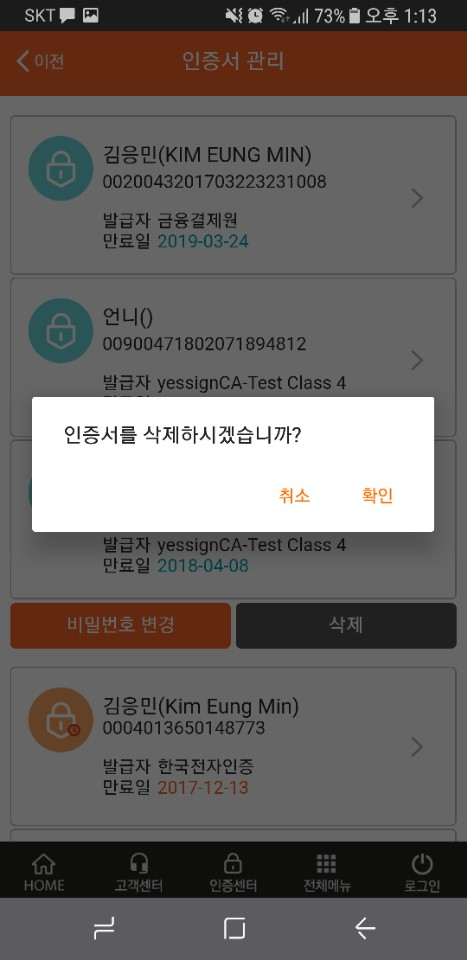 SKT 73% 오후 1:13
이전 인증서 관리
김응민(KIM EUNG MIN)
0020043201703223231008
발급자 금융결제원
만료일 2019-03-24
언니()
00900471802071894812
발급자 yessignCA-Test Class 4
인증서를 삭제하시겠습니까?
취소 확인
발급자 yessignCA-Test Class 4
만료일 2018-04-08
비밀번호 변경 삭제
김응민(Kim Eung Min)
0004013650148773
발급자 한국전자인증
만료일 2017-12-13
HOME 고객센터 인증센터 전체메뉴 로그인